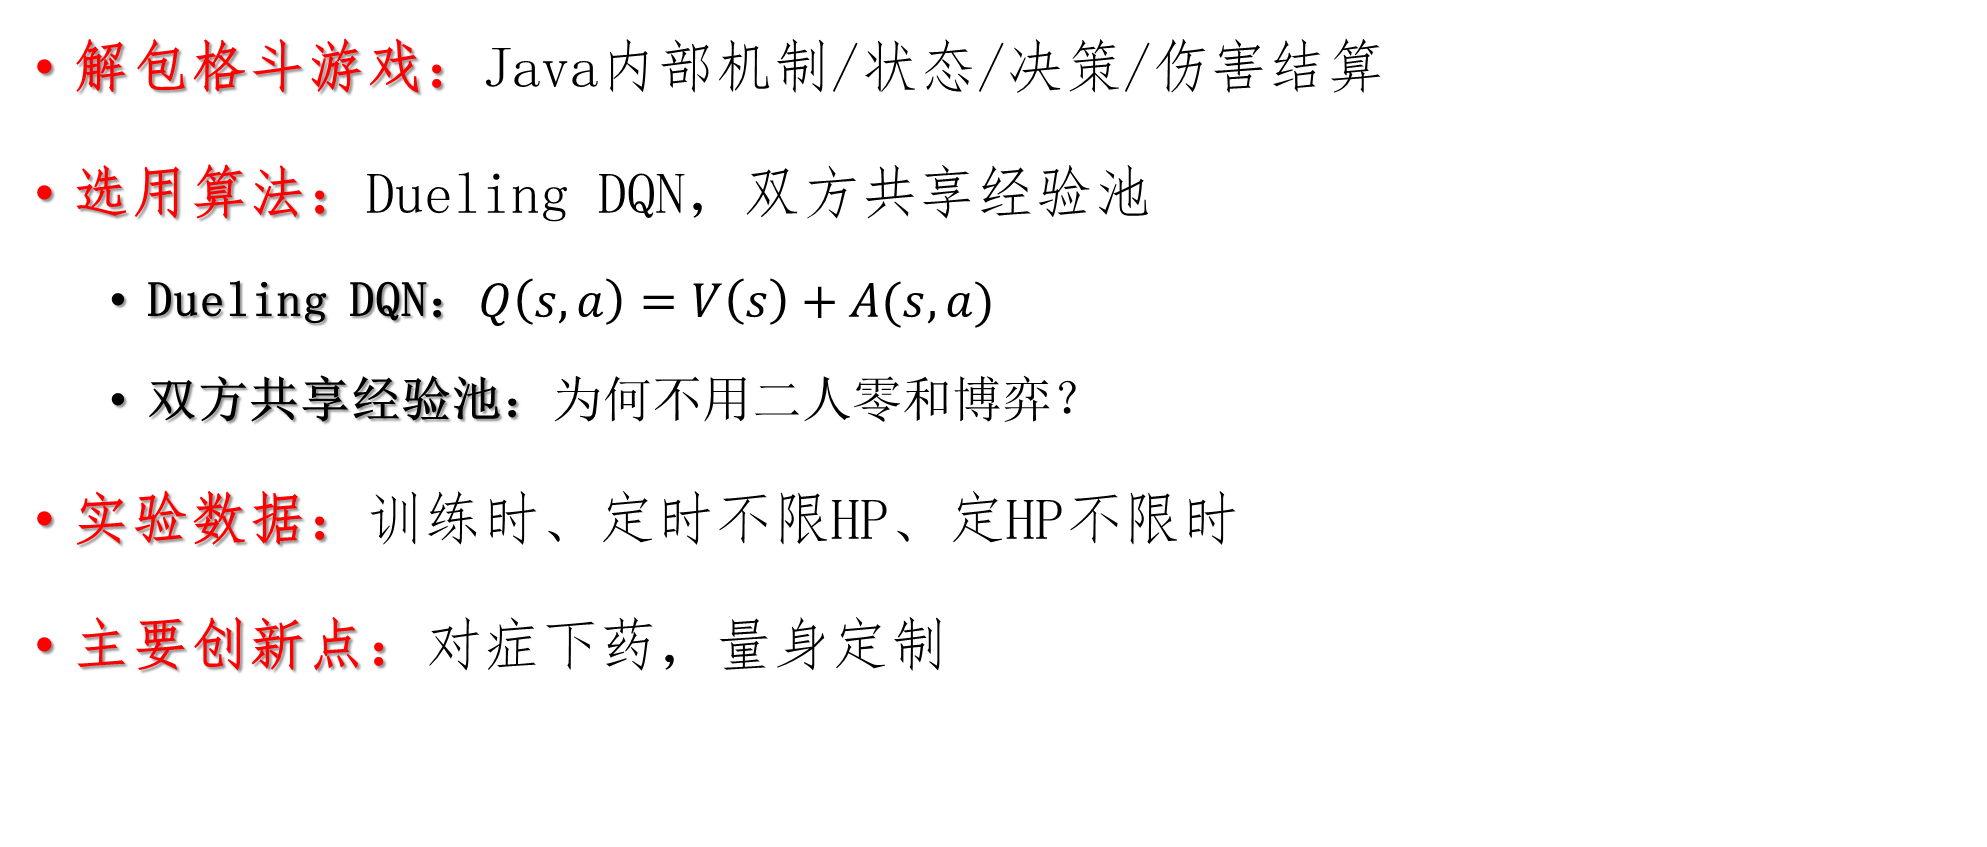 • 解包格斗游戏：Java内部机制/状态/决策/伤害结算
• 选用算法：Dueling DQN，双方共享经验池
• Dueling DQN：Q(s,a) = V(s) + A(s,a)
• 双方共享经验池：为何不用二人零和博弈？
• 实验数据：训练时、定时不限HP、定HP不限时
• 主要创新点：对症下药，量身定制